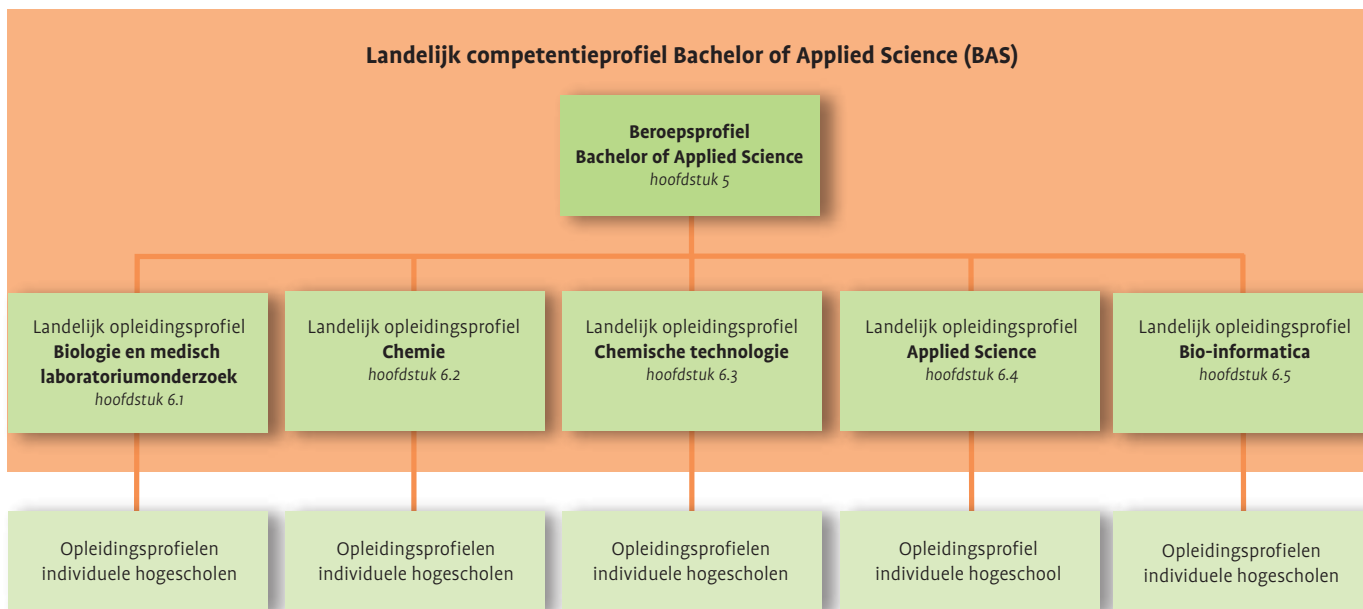 Landelijk competentieprofiel Bachelor of Applied Science (BAS)
Beroepsprofiel
Bachelor of Applied Science
hoofdstuk 5
Landelijk opleidingsprofiel
Biologie en medisch
laboratoriumonderzoek
hoofdstuk 6.1
Landelijk opleidingsprofiel
Chemie
hoofdstuk 6.2
Landelijk opleidingsprofiel
Chemische technologie
hoofdstuk 6.3
Landelijk opleidingsprofiel
Applied Science
hoofdstuk 6.4
Landelijk opleidingsprofiel
Bio-informatica
hoofdstuk 6.5
Opleidingsprofielen
individuele hogescholen
Opleidingsprofielen
individuele hogescholen
Opleidingsprofielen
individuele hogescholen
Opleidingsprofiel
individuele hogeschool
Opleidingsprofielen
individuele hogescholen